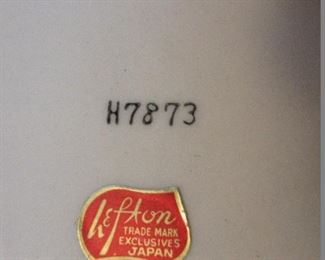 H7873
Lefton
TRADE MARK
EXCLUSIVES
JAPAN